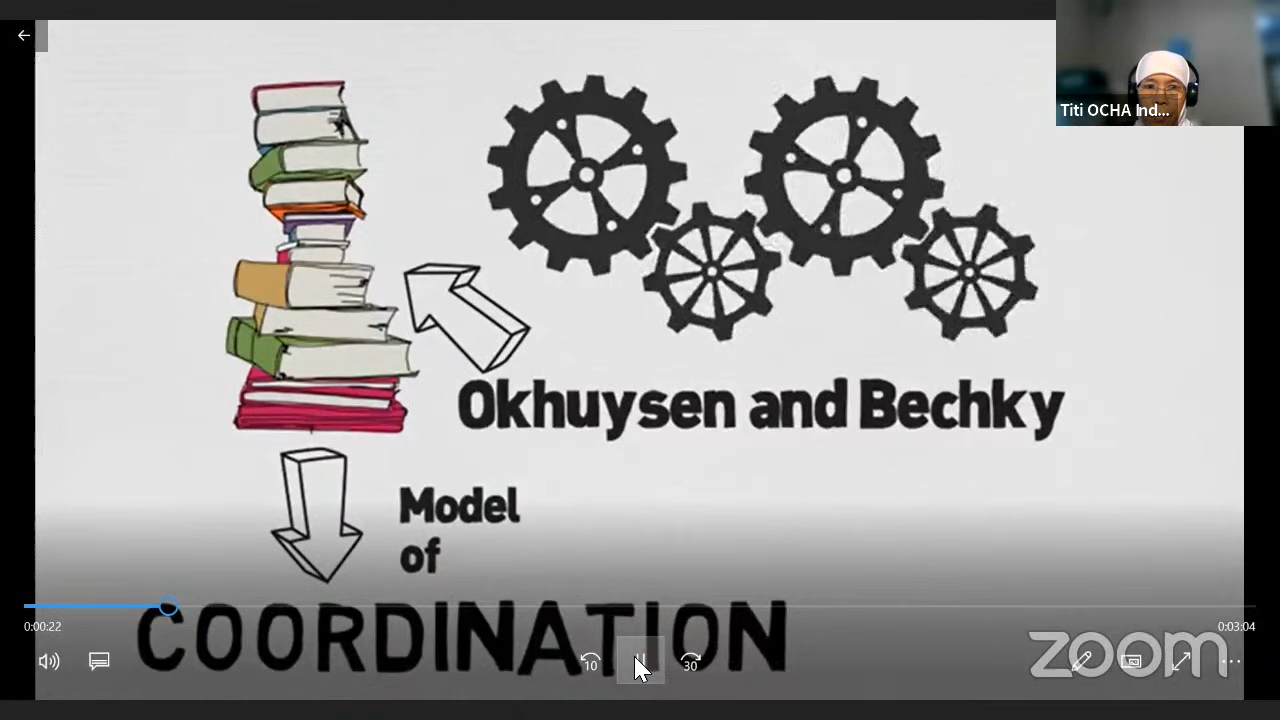 Titi OCHA Ind...
Okhuysen and Bechky
Model
of
COORDINATION
0:00:22
0:03:04
10
30
zoom